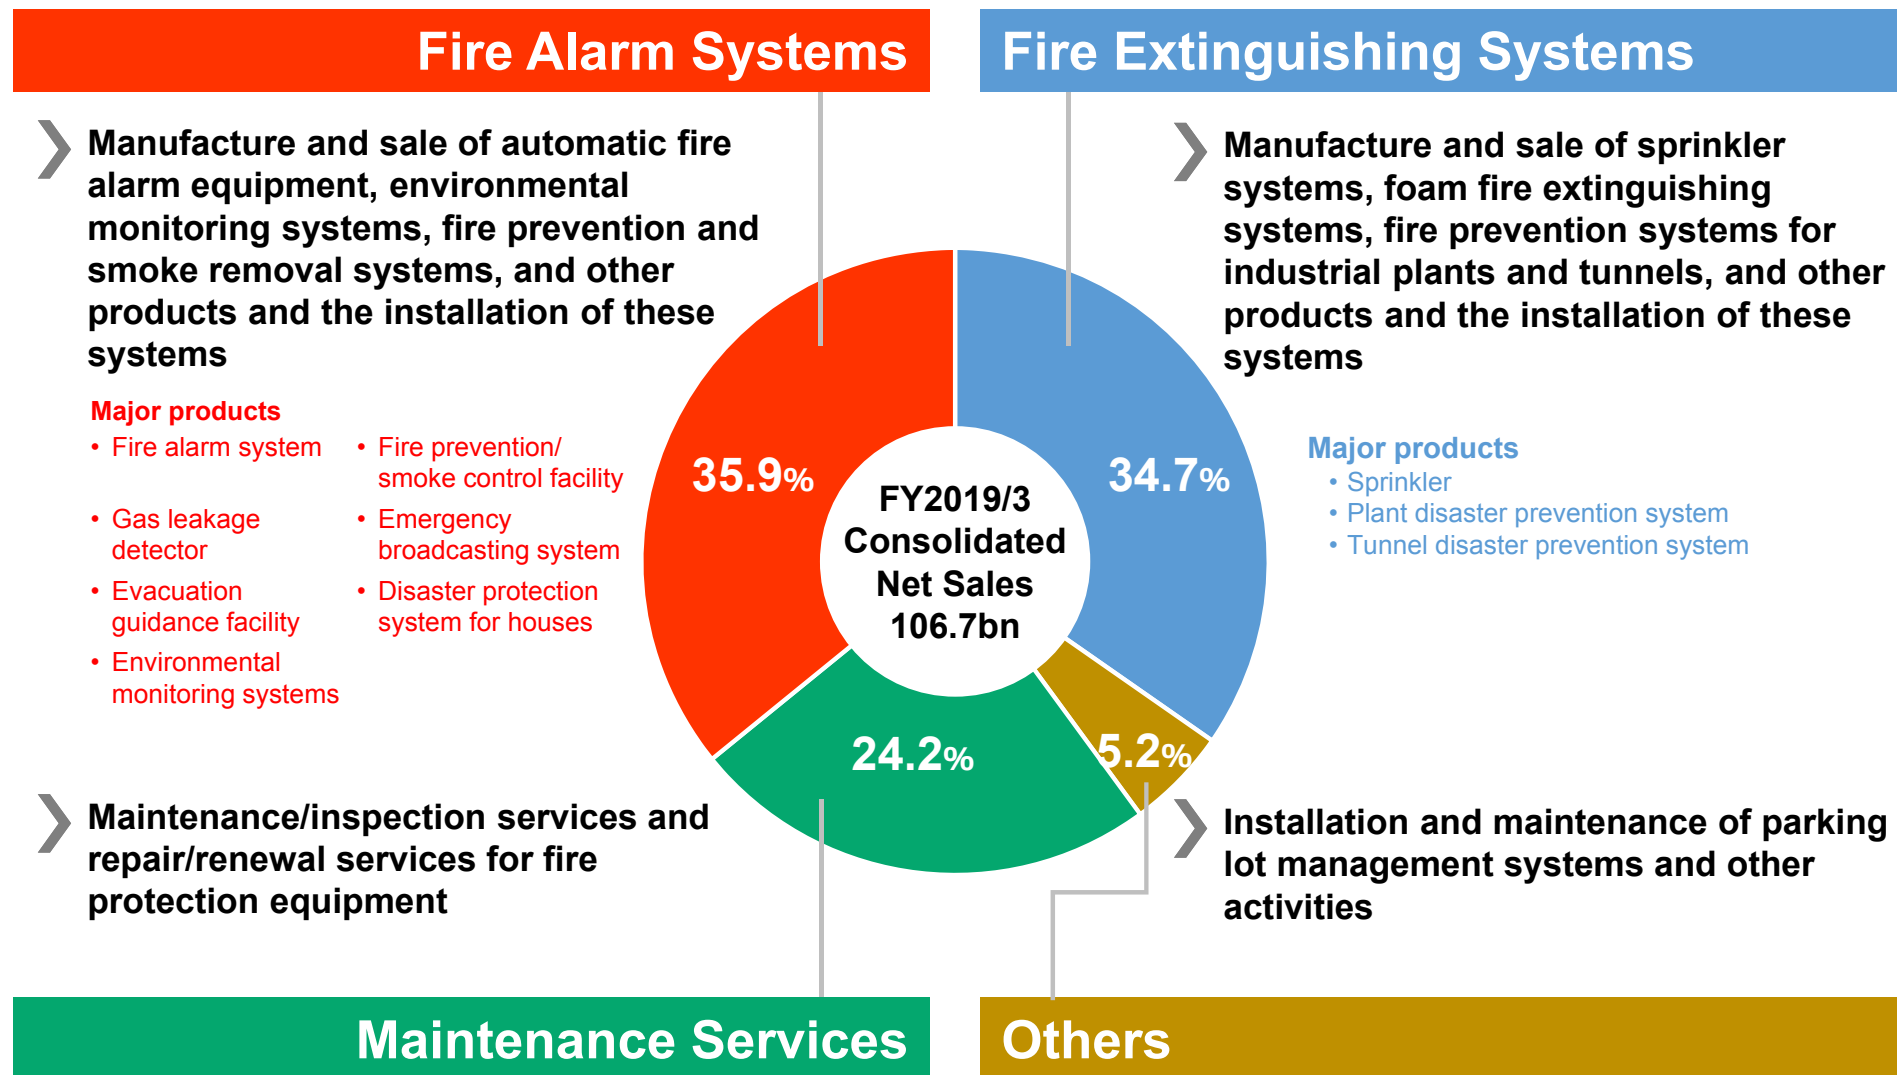 Fire Alarm Systems
Manufacture and sale of automatic fire
alarm equipment, environmental
monitoring systems, fire prevention and
smoke removal systems, and other
products and the installation of these
systems
Major products
• Fire alarm system
• Gas leakage
detector
• Evacuation
guidance facility
• Environmental
monitoring systems
• Fire prevention/
smoke control facility
• Emergency
broadcasting system
• Disaster protection
system for houses
Fire Extinguishing Systems
Manufacture and sale of sprinkler
systems, foam fire extinguishing
systems, fire prevention systems for
industrial plants and tunnels, and other
products and the installation of these
systems
Major products
• Sprinkler
• Plant disaster prevention system
• Tunnel disaster prevention system
35.9%
34.7%
FY2019/3
Consolidated
Net Sales
106.7bn
24.2%
5.2%
Maintenance/inspection services and
repair/renewal services for fire
protection equipment
Maintenance Services
Installation and maintenance of parking
lot management systems and other
activities
Others